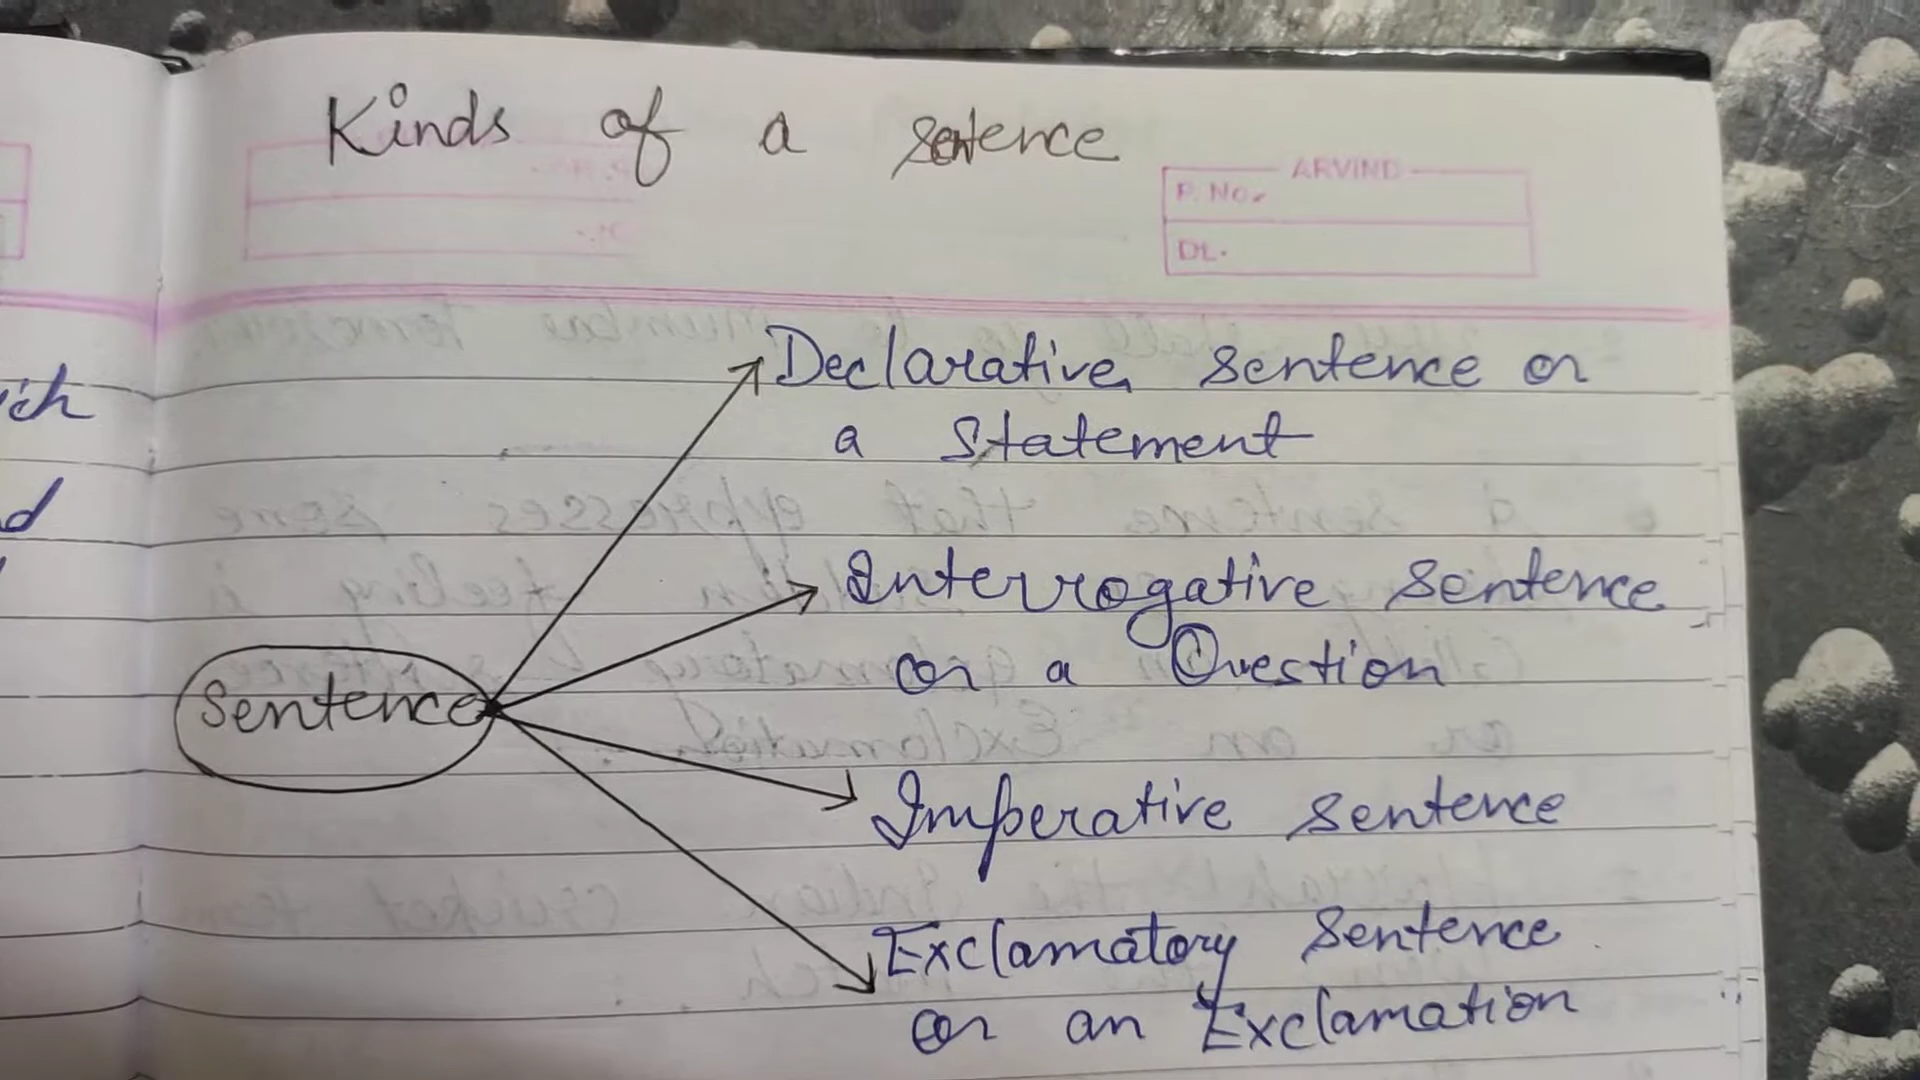 Kinds of a sentence
ARVIND
P. No.
Dt.
ich
d
Declarative sentence or
a Statement
Interrogative sentence
or a Question
Sentence
Imperative sentence
Exclamatory sentence
or an Exclamation